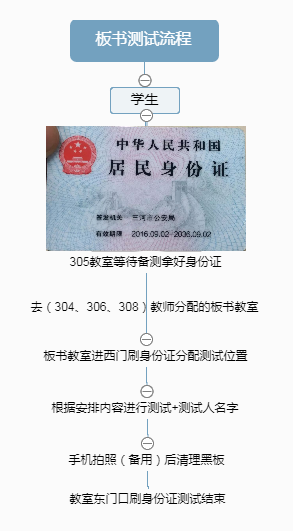 板书测试流程
学生
中华人民共和国
居民身份证
签发机关 三河市公安局
有效期限 2016.09.02-2036.09.02
305教室等待备测拿好身份证
去（304、306、308）教师分配的板书教室
板书教室进西门刷身份证分配测试位置
根据安排内容进行测试+测试人名字
手机拍照（备用）后清理黑板
教室东门口刷身份证测试结束